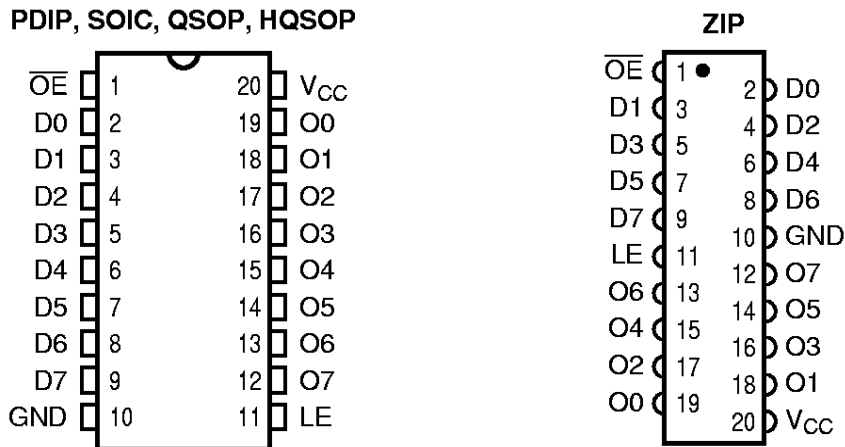 PDIP, SOIC, QSOP, HQSOP
O̅E̅ 1 20 VCC
D0 2 19 O0
D1 3 18 O1
D2 4 17 O2
D3 5 16 O3
D4 6 15 O4
D5 7 14 O5
D6 8 13 O6
D7 9 12 O7
GND 10 11 LE
ZIP
O̅E̅ 1
2 D0
D1 3
4 D2
D3 5
6 D4
D5 7
8 D6
D7 9
10 GND
LE 11
12 O7
O6 13
14 O5
O4 15
16 O3
O2 17
18 O1
O0 19
20 VCC